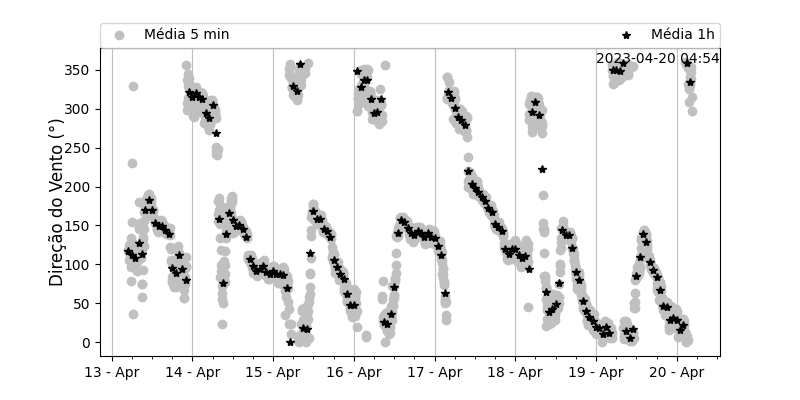 Média 5 min
Média 1h
2023-04-20 04:54
Direção do Vento (°)
350
300
250
200
150
100
50
0
13 - Apr
14 - Apr
15 - Apr
16 - Apr
17 - Apr
18 - Apr
19 - Apr
20 - Apr